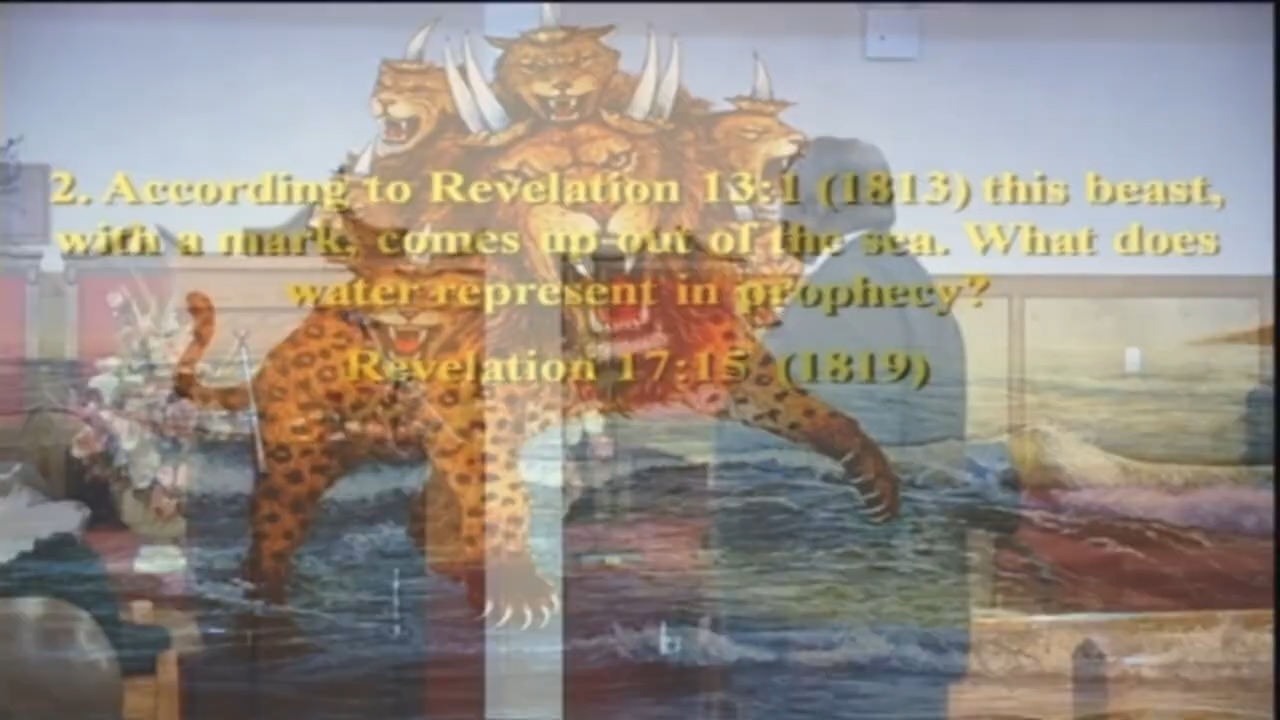 2. According to Revelation 13:1 (1813) this beast,
with a mark, comes up out of the sea. What does
water represent in prophecy?
Revelation 17:15 (1819)